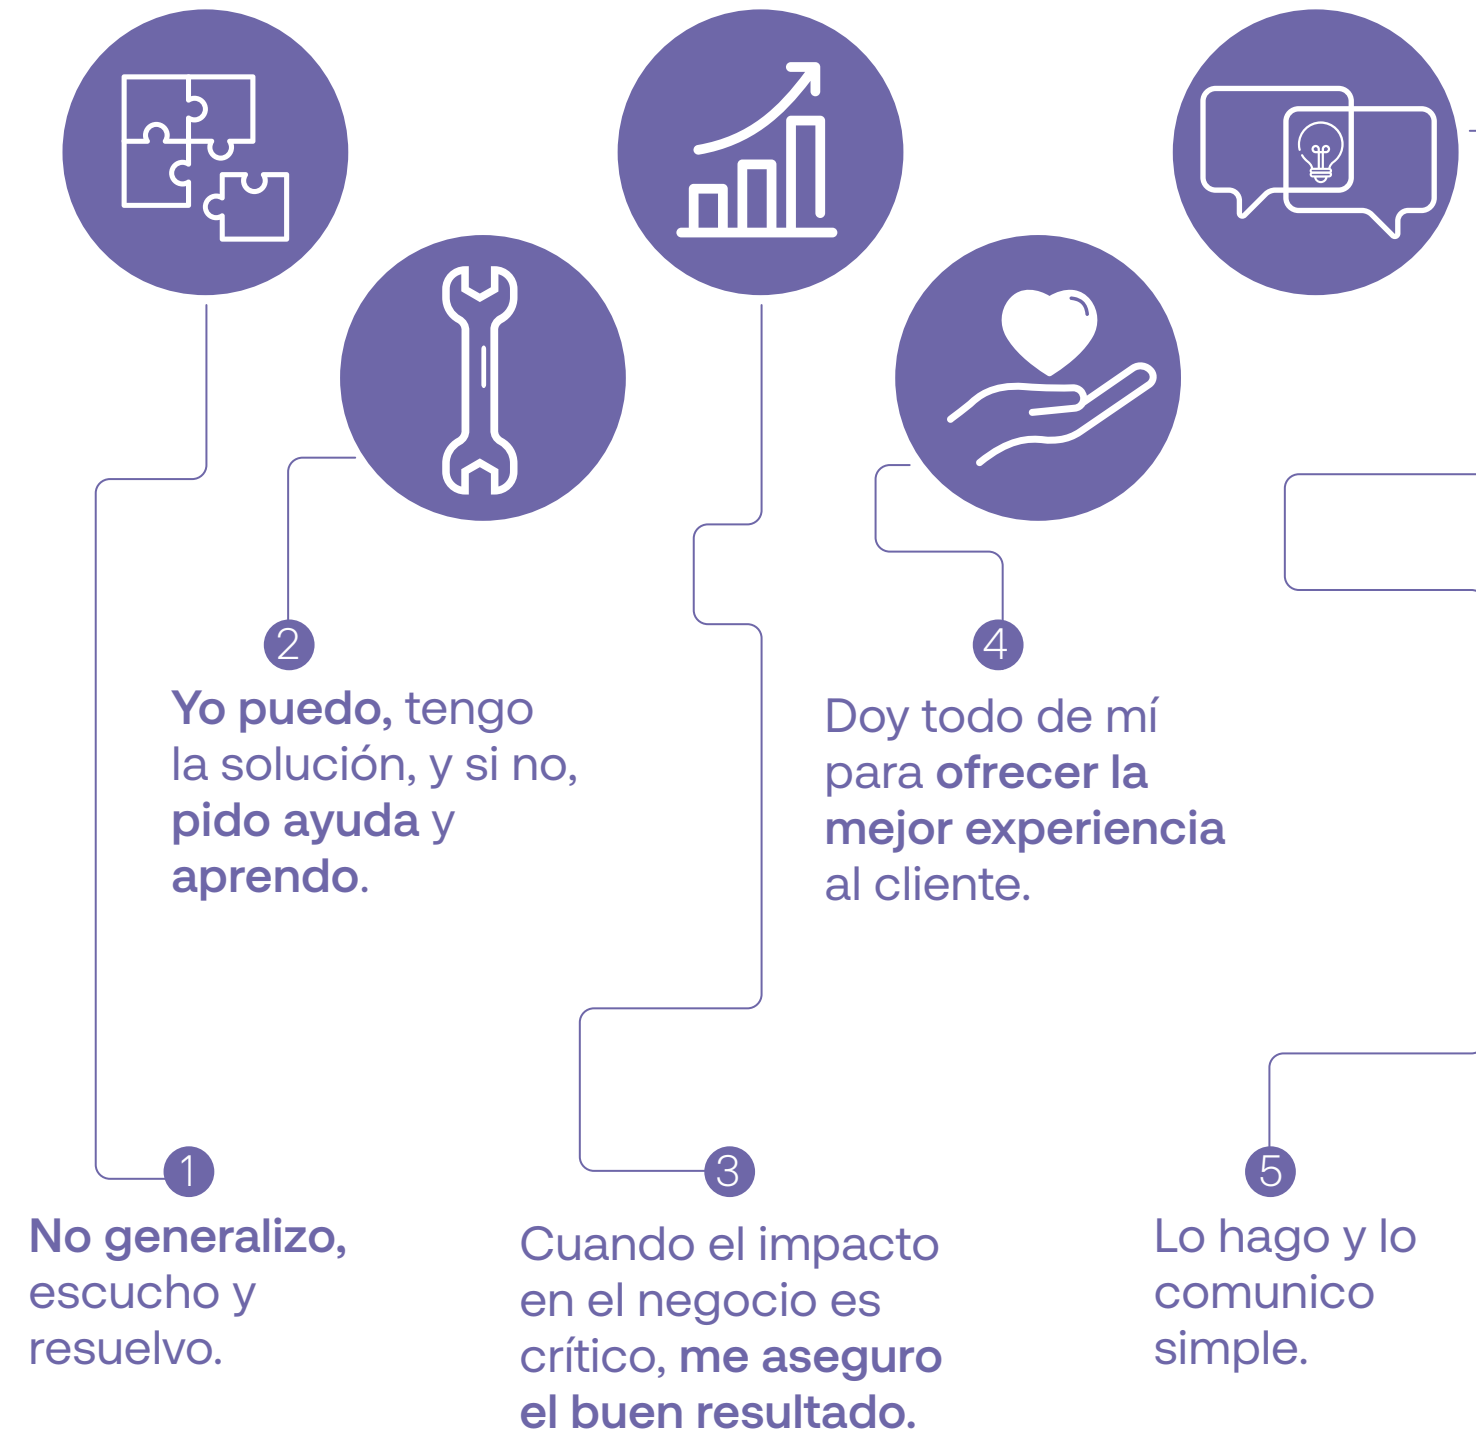 2
Yo puedo, tengo
la solución, y si no,
pido ayuda y
aprendo.
4
Doy todo de mí
para ofrecer la
mejor experiencia
al cliente.
1
No generalizo,
escucho y
resuelvo.
3
Cuando el impacto
en el negocio es
crítico, me aseguro
el buen resultado.
5
Lo hago y lo
comunico
simple.